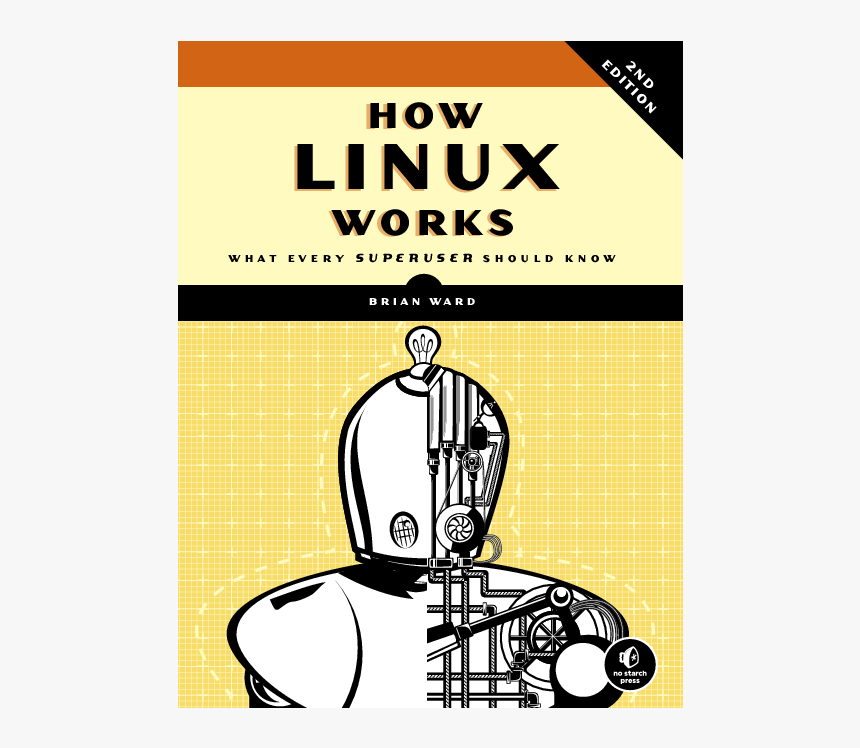 2ND
EDITION
HOW
LINUX
WORKS
WHAT EVERY SUPERUSER SHOULD KNOW
BRIAN WARD
no starch
press